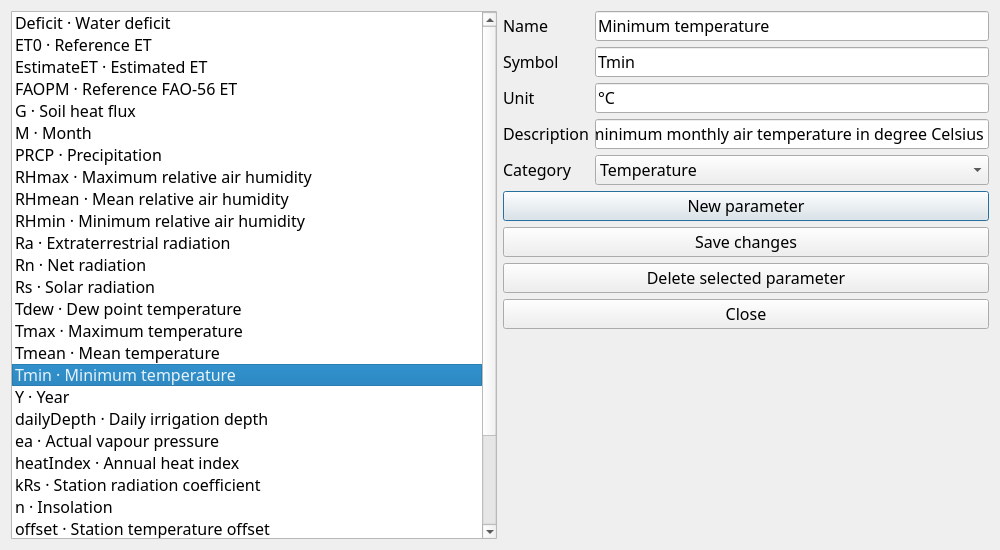 Deficit · Water deficit
ET0 · Reference ET
EstimateET · Estimated ET
FAOPM · Reference FAO-56 ET
G · Soil heat flux
M · Month
PRCP · Precipitation
RHmax · Maximum relative air humidity
RHmean · Mean relative air humidity
RHmin · Minimum relative air humidity
Ra · Extraterrestrial radiation
Rn · Net radiation
Rs · Solar radiation
Tdew · Dew point temperature
Tmax · Maximum temperature
Tmean · Mean temperature
Tmin · Minimum temperature
Y · Year
dailyDepth · Daily irrigation depth
ea · Actual vapour pressure
heatIndex · Annual heat index
kRs · Station radiation coefficient
n · Insolation
offset · Station temperature offset
Name Minimum temperature
Symbol Tmin
Unit °C
Description minimum monthly air temperature in degree Celsius
Category Temperature
New parameter
Save changes
Delete selected parameter
Close